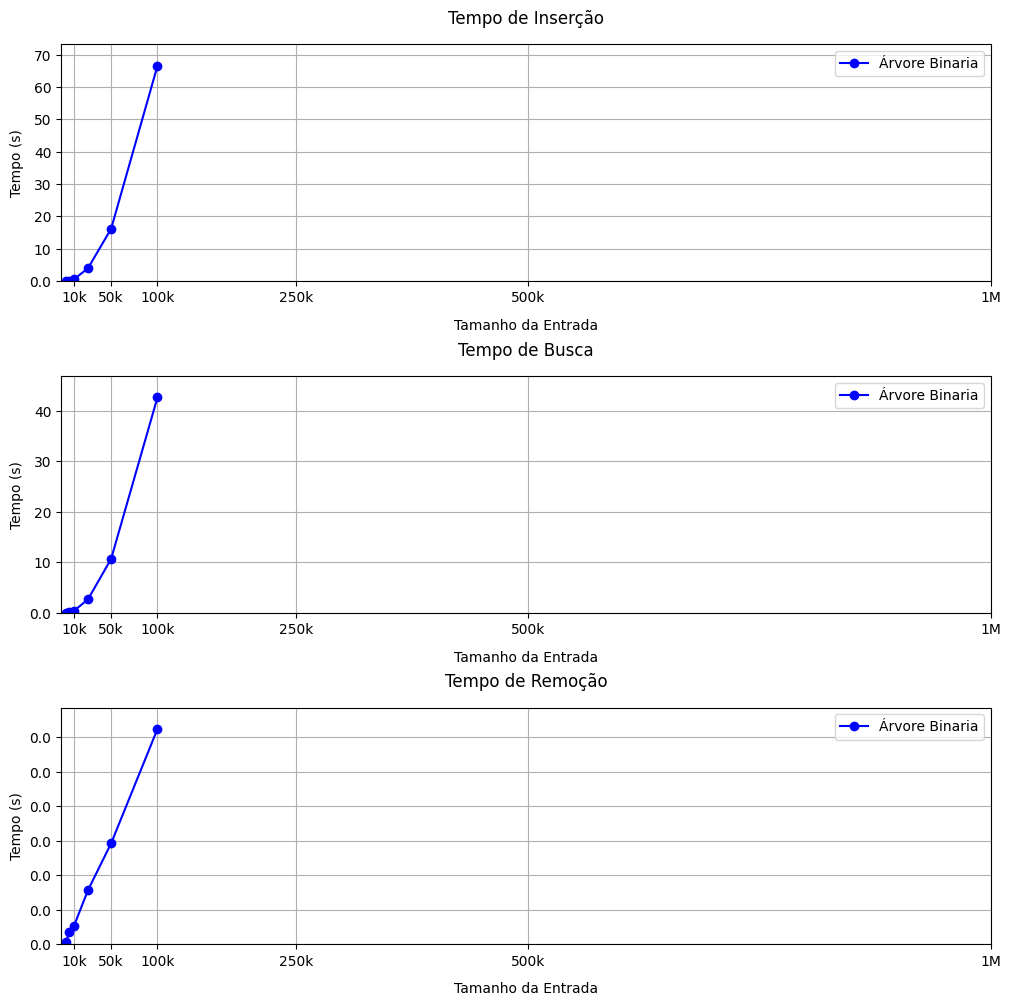 Tempo de Inserção
Árvore Binaria
Tempo (s)
70
60
50
40
30
20
10
0.0
10k 50k 100k 250k 500k 1M
Tamanho da Entrada
Tempo de Busca
Árvore Binaria
Tempo (s)
40
30
20
10
0.0
10k 50k 100k 250k 500k 1M
Tamanho da Entrada
Tempo de Remoção
Árvore Binaria
Tempo (s)
0.0
0.0
0.0
0.0
0.0
0.0
0.0
10k 50k 100k 250k 500k 1M
Tamanho da Entrada